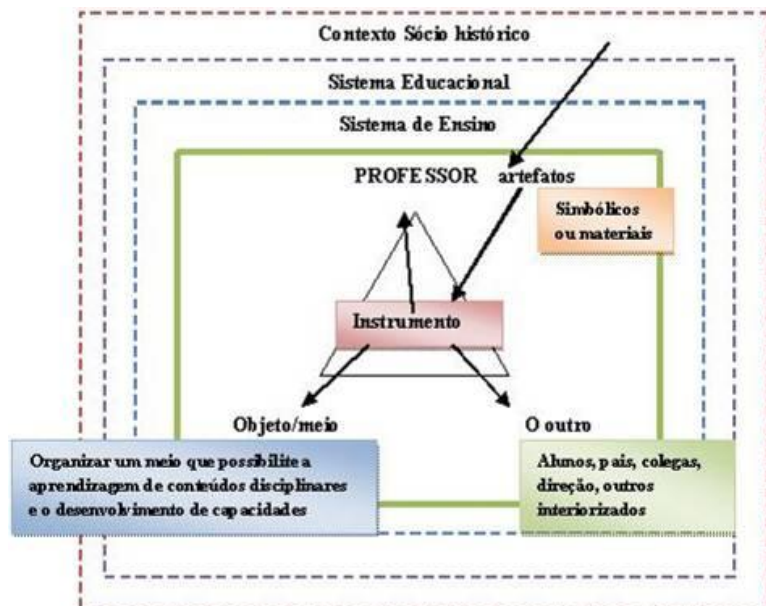 Contexto Sócio histórico
Sistema Educacional
Sistema de Ensino
PROFESSOR artefatos
Simbólicos
ou materiais
Instrumento
Objeto/meio
O outro
Organizar um meio que possibilite a
aprendizagem de conteúdos disciplinares
e o desenvolvimento de capacidades
Alunos, pais, colegas,
direção, outros
interiorizados